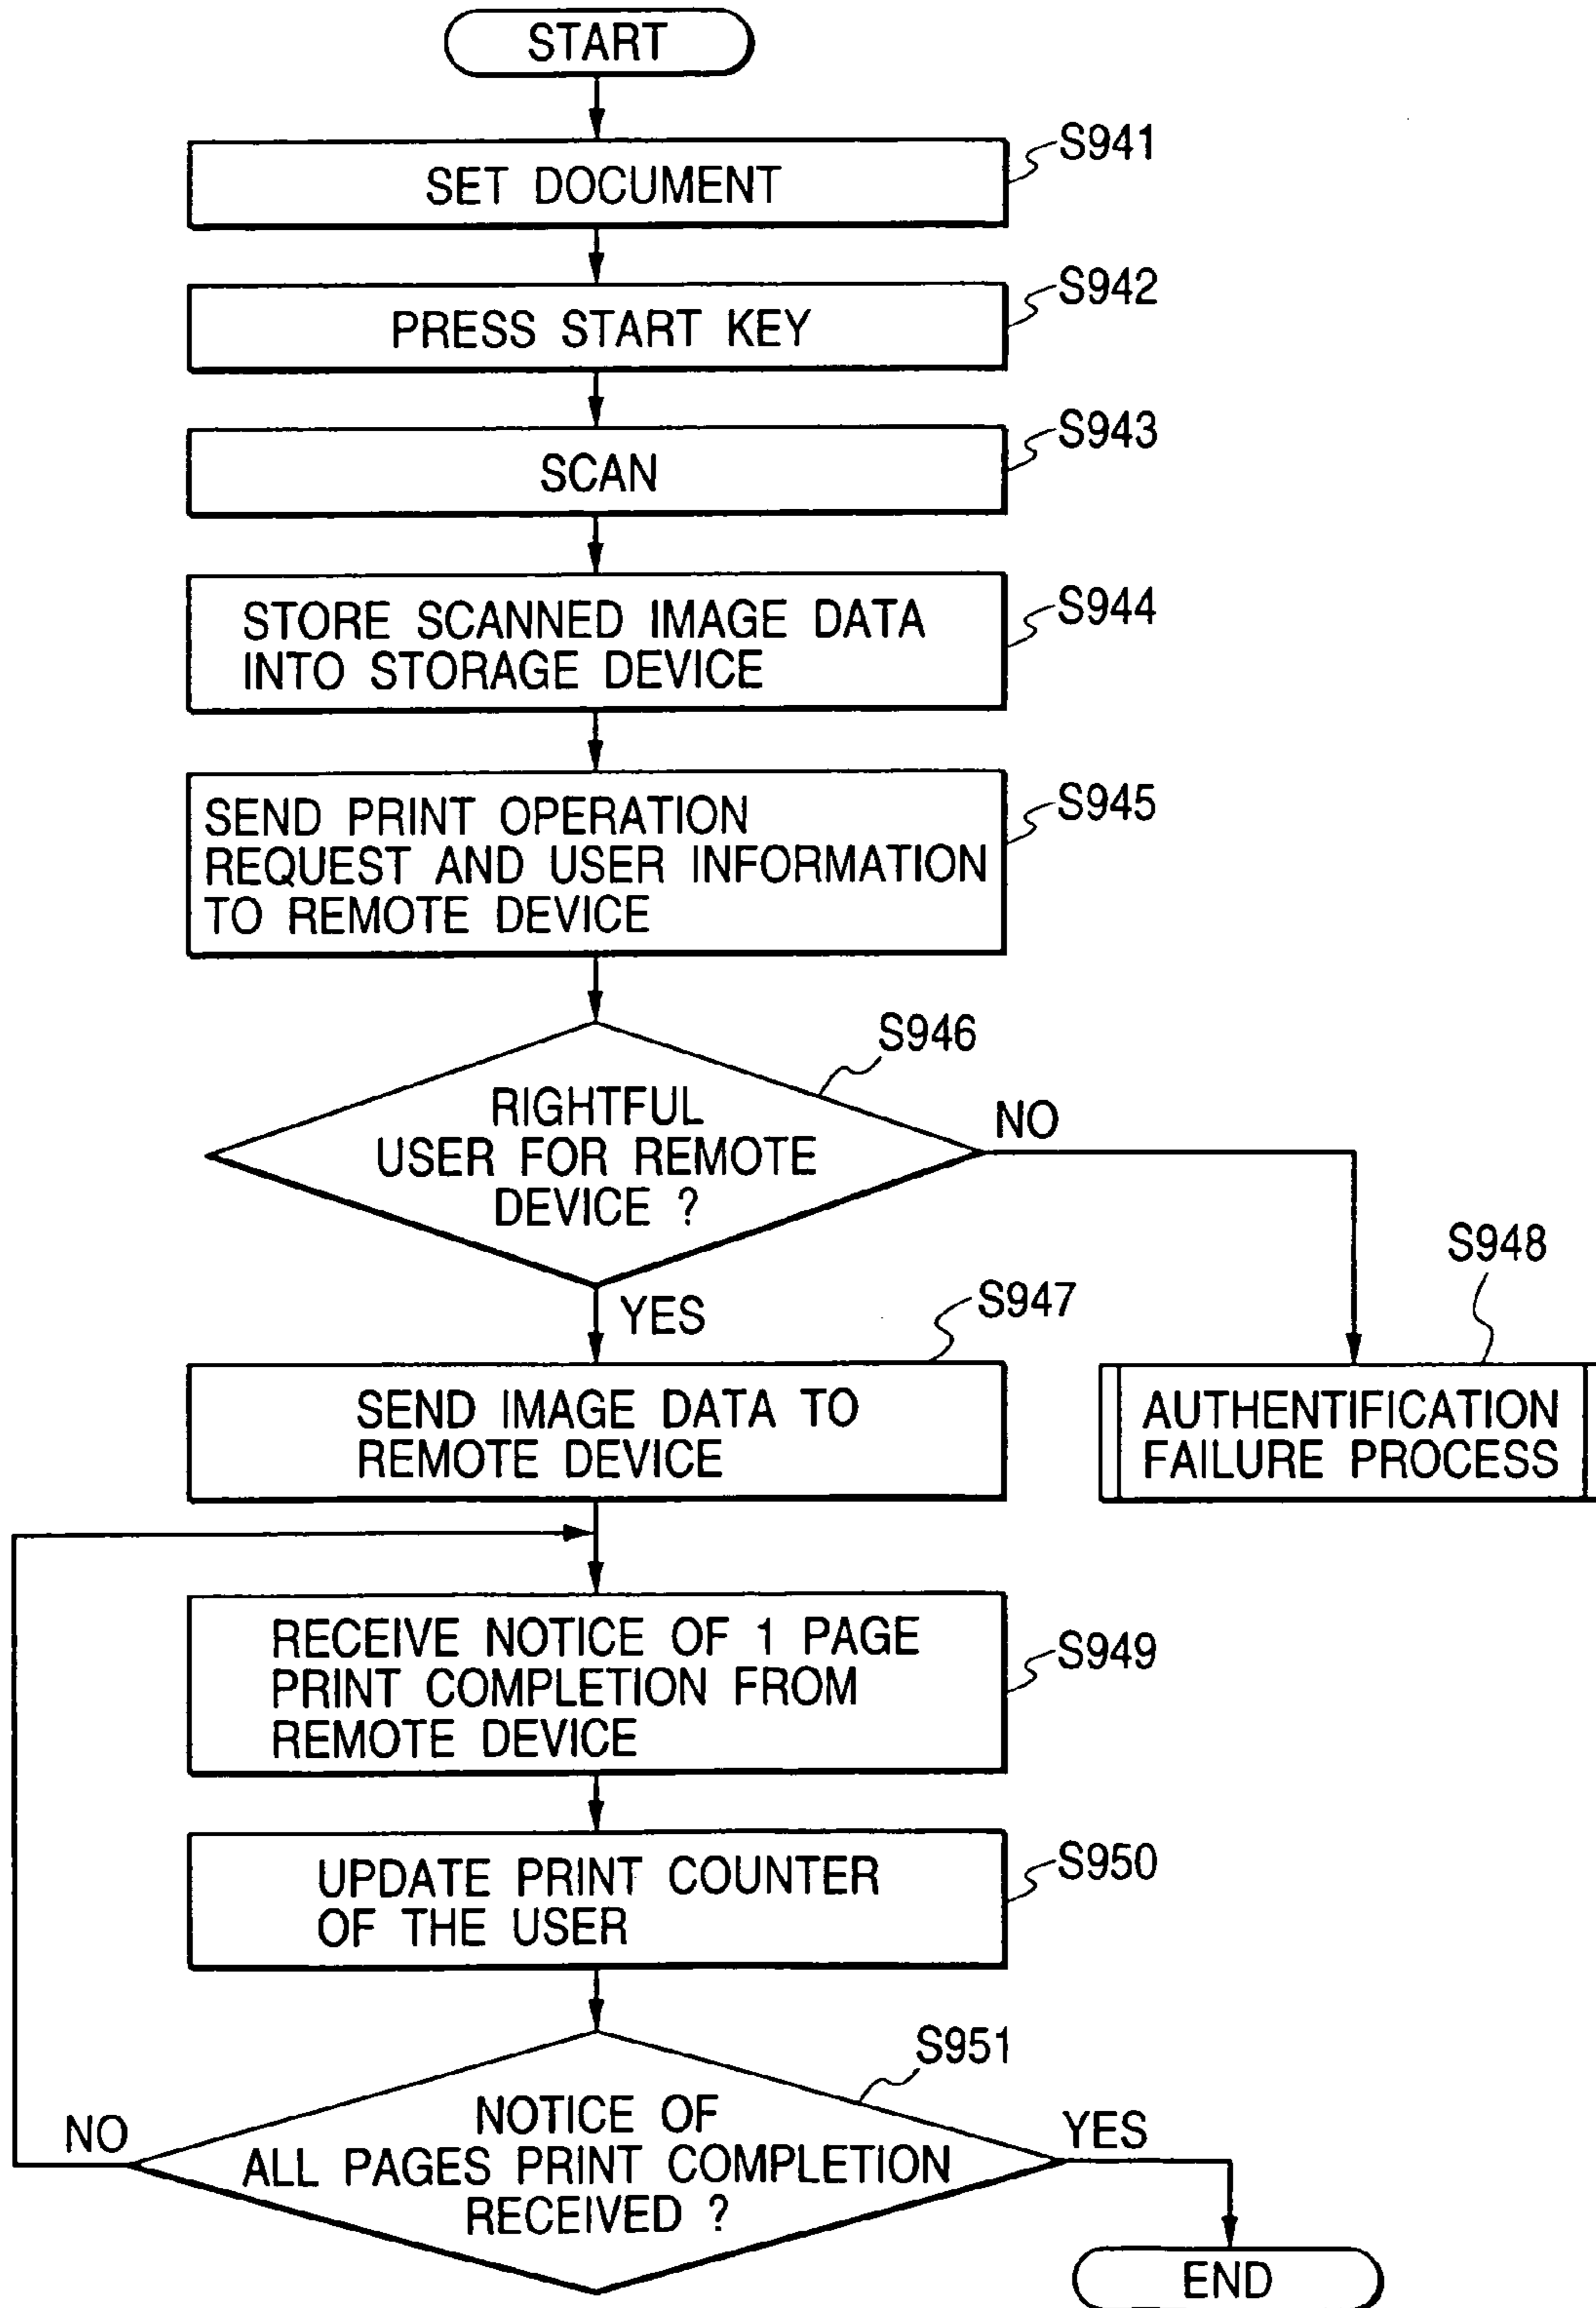 START
SET DOCUMENT
S941
PRESS START KEY
S942
SCAN
S943
STORE SCANNED IMAGE DATA
INTO STORAGE DEVICE
S944
SEND PRINT OPERATION
REQUEST AND USER INFORMATION
TO REMOTE DEVICE
S945
RIGHTFUL
USER FOR REMOTE
DEVICE ?
S946
NO
YES
SEND IMAGE DATA TO
REMOTE DEVICE
S947
AUTHENTIFICATION
FAILURE PROCESS
S948
RECEIVE NOTICE OF 1 PAGE
PRINT COMPLETION FROM
REMOTE DEVICE
S949
UPDATE PRINT COUNTER
OF THE USER
S950
NOTICE OF
ALL PAGES PRINT COMPLETION
RECEIVED ?
S951
NO
YES
END